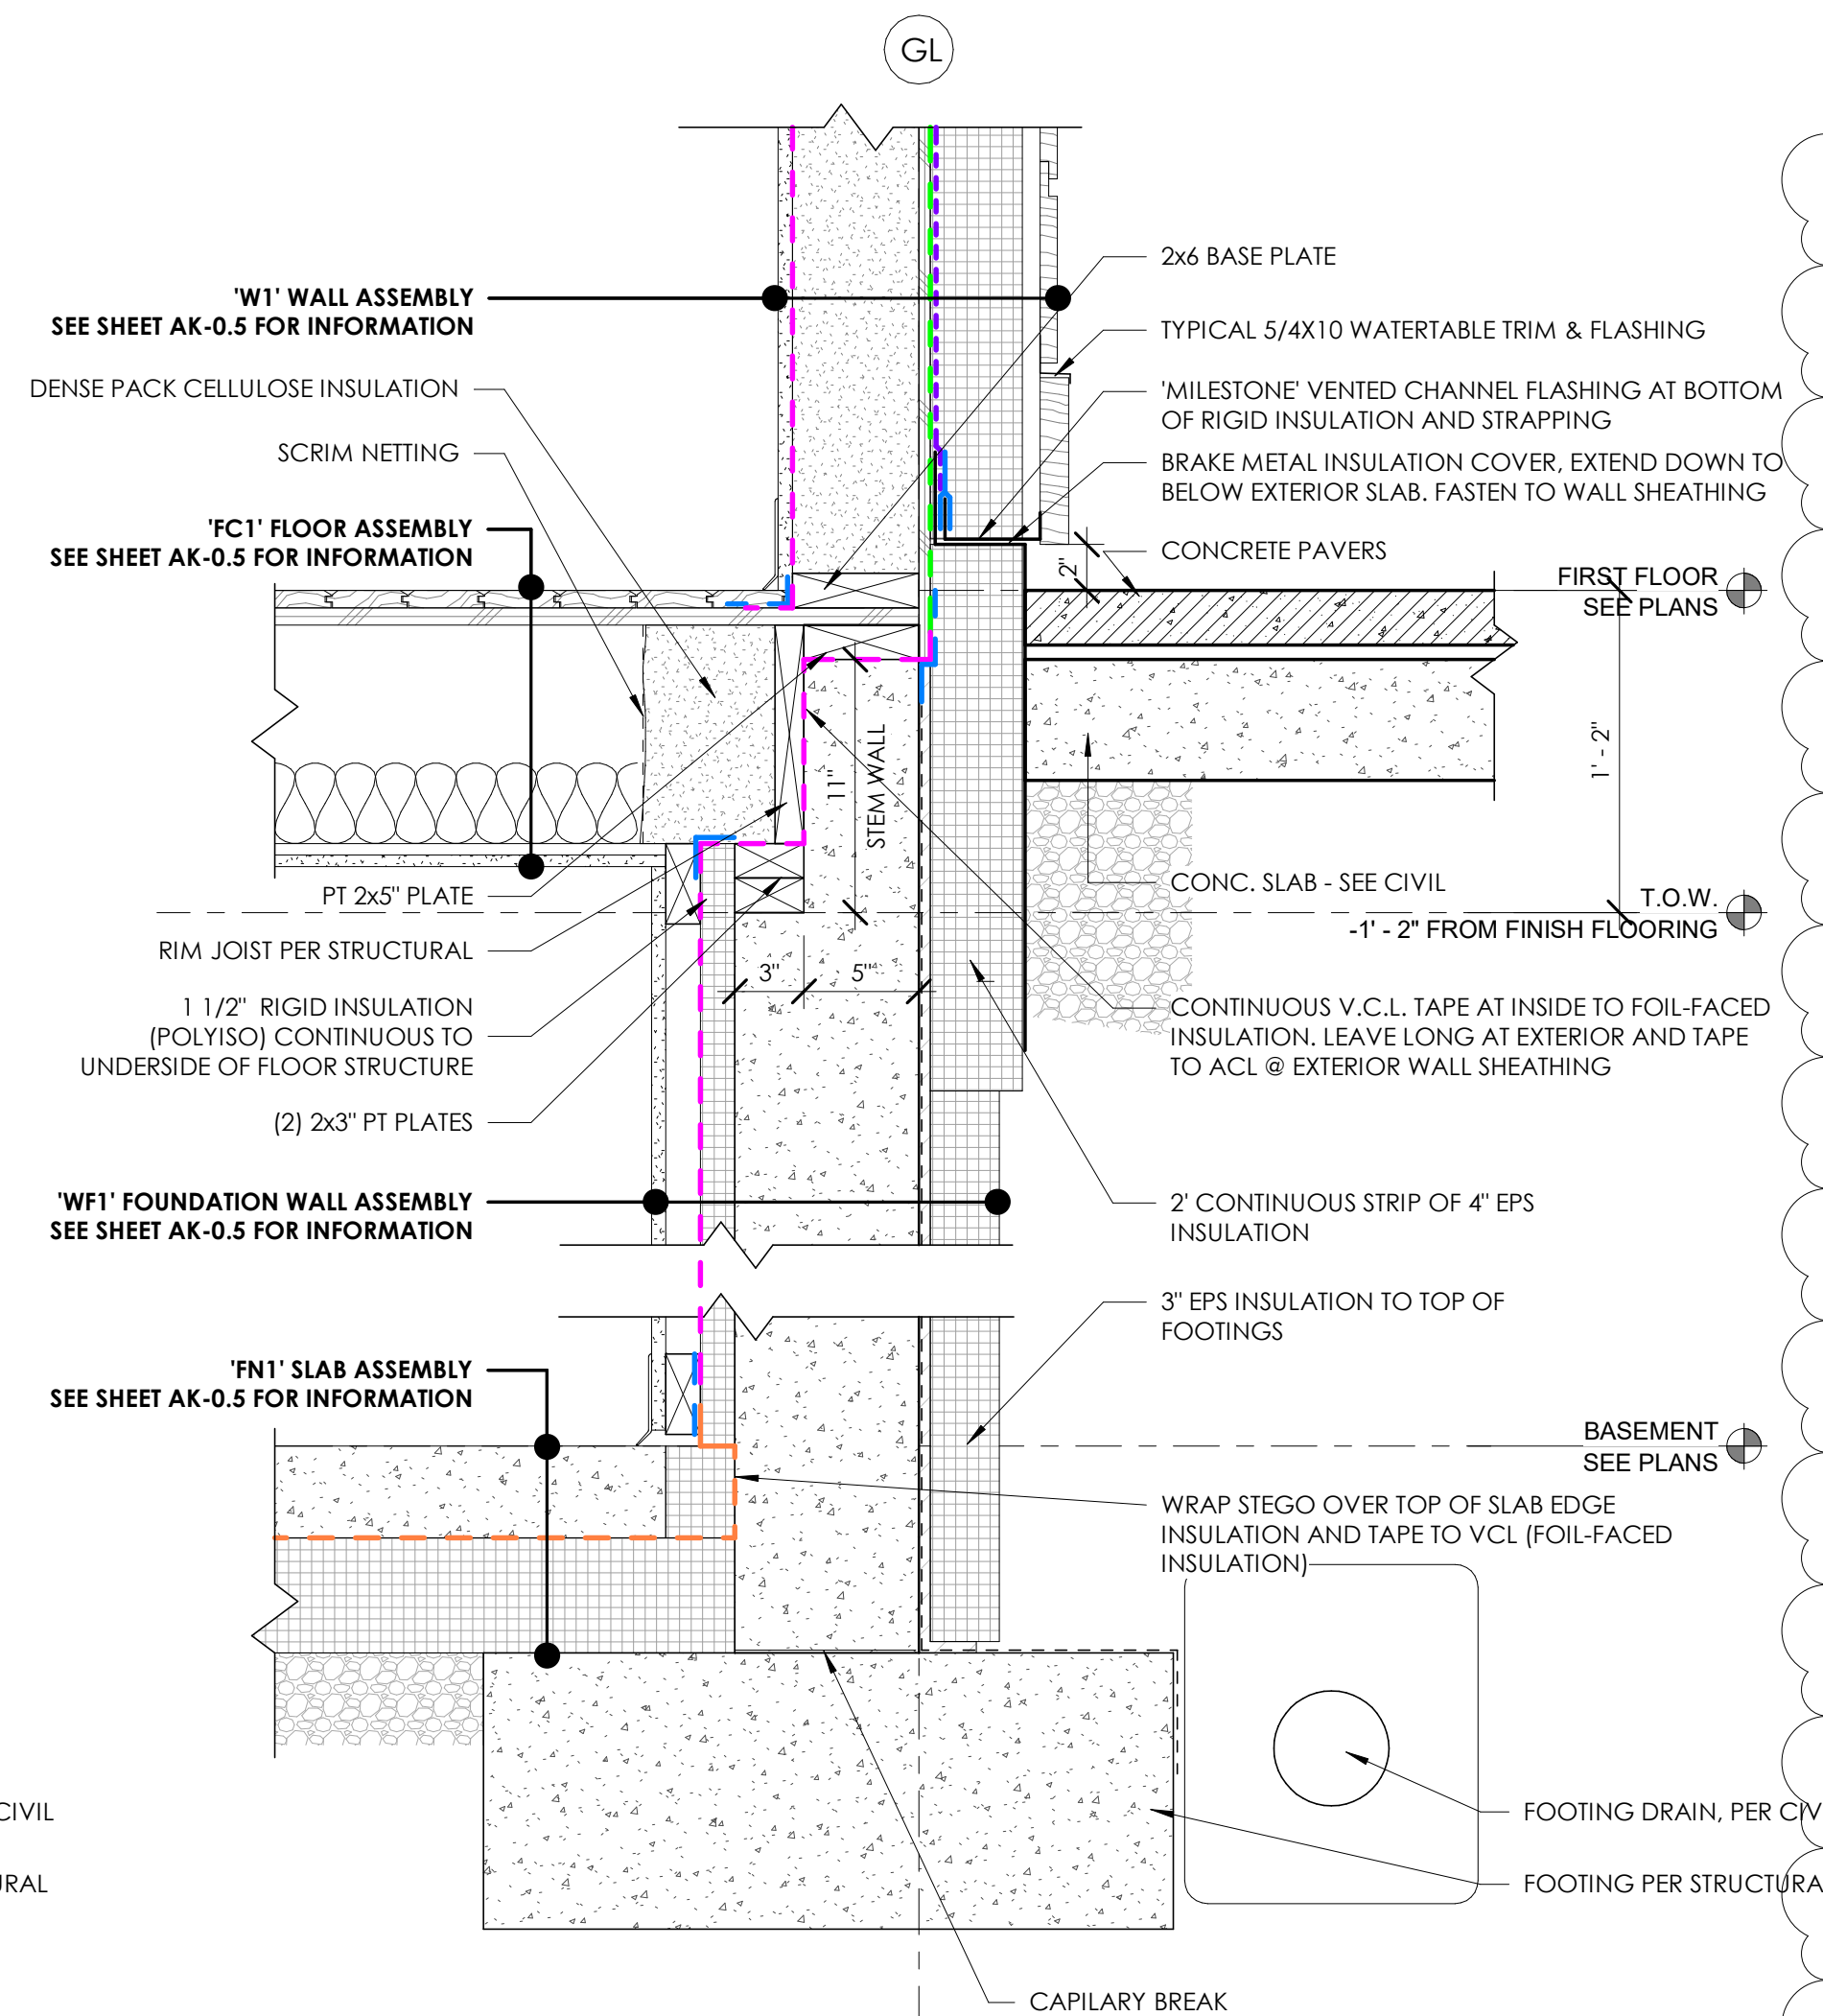 GL
'W1' WALL ASSEMBLY
SEE SHEET AK-0.5 FOR INFORMATION
DENSE PACK CELLULOSE INSULATION
SCRIM NETTING
'FC1' FLOOR ASSEMBLY
SEE SHEET AK-0.5 FOR INFORMATION
PT 2x5" PLATE
RIM JOIST PER STRUCTURAL
1 1/2" RIGID INSULATION
(POLYISO) CONTINUOUS TO
UNDERSIDE OF FLOOR STRUCTURE
(2) 2x3" PT PLATES
'WF1' FOUNDATION WALL ASSEMBLY
SEE SHEET AK-0.5 FOR INFORMATION
'FN1' SLAB ASSEMBLY
SEE SHEET AK-0.5 FOR INFORMATION
CIVIL
URAL
11"
STEM WALL
3"
5"
2"
2x6 BASE PLATE
TYPICAL 5/4X10 WATERTABLE TRIM & FLASHING
'MILESTONE' VENTED CHANNEL FLASHING AT BOTTOM
OF RIGID INSULATION AND STRAPPING
BRAKE METAL INSULATION COVER, EXTEND DOWN TO
BELOW EXTERIOR SLAB. FASTEN TO WALL SHEATHING
CONCRETE PAVERS
FIRST FLOOR
SEE PLANS
1' - 2"
CONC. SLAB - SEE CIVIL
T.O.W.
-1' - 2" FROM FINISH FLOORING
CONTINUOUS V.C.L. TAPE AT INSIDE TO FOIL-FACED
INSULATION. LEAVE LONG AT EXTERIOR AND TAPE
TO ACL @ EXTERIOR WALL SHEATHING
2' CONTINUOUS STRIP OF 4" EPS
INSULATION
3" EPS INSULATION TO TOP OF
FOOTINGS
BASEMENT
SEE PLANS
WRAP STEGO OVER TOP OF SLAB EDGE
INSULATION AND TAPE TO VCL (FOIL-FACED
INSULATION)
FOOTING DRAIN, PER CIV
FOOTING PER STRUCTURA
CAPILARY BREAK